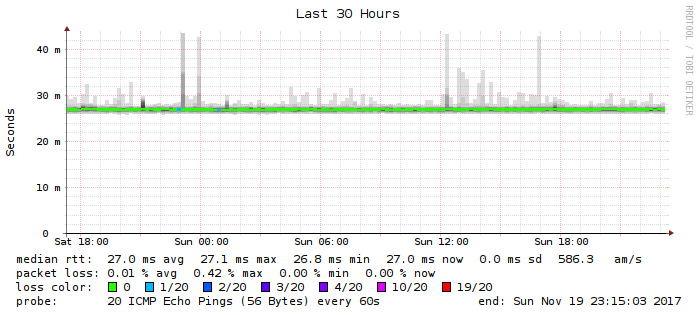 Last 30 Hours
RRDTOOL / TOBI OETIKER
Seconds
40 m
30 m
20 m
10 m
0
Sat 18:00 Sun 00:00 Sun 06:00 Sun 12:00 Sun 18:00
median rtt: 27.0 ms avg 27.1 ms max 26.8 ms min 27.0 ms now 0.0 ms sd 586.3 am/s
packet loss: 0.01 % avg 0.42 % max 0.00 % min 0.00 % now
loss color: 0 1/20 2/20 3/20 4/20 10/20 19/20
probe: 20 ICMP Echo Pings (56 Bytes) every 60s end: Sun Nov 19 23:15:03 2017